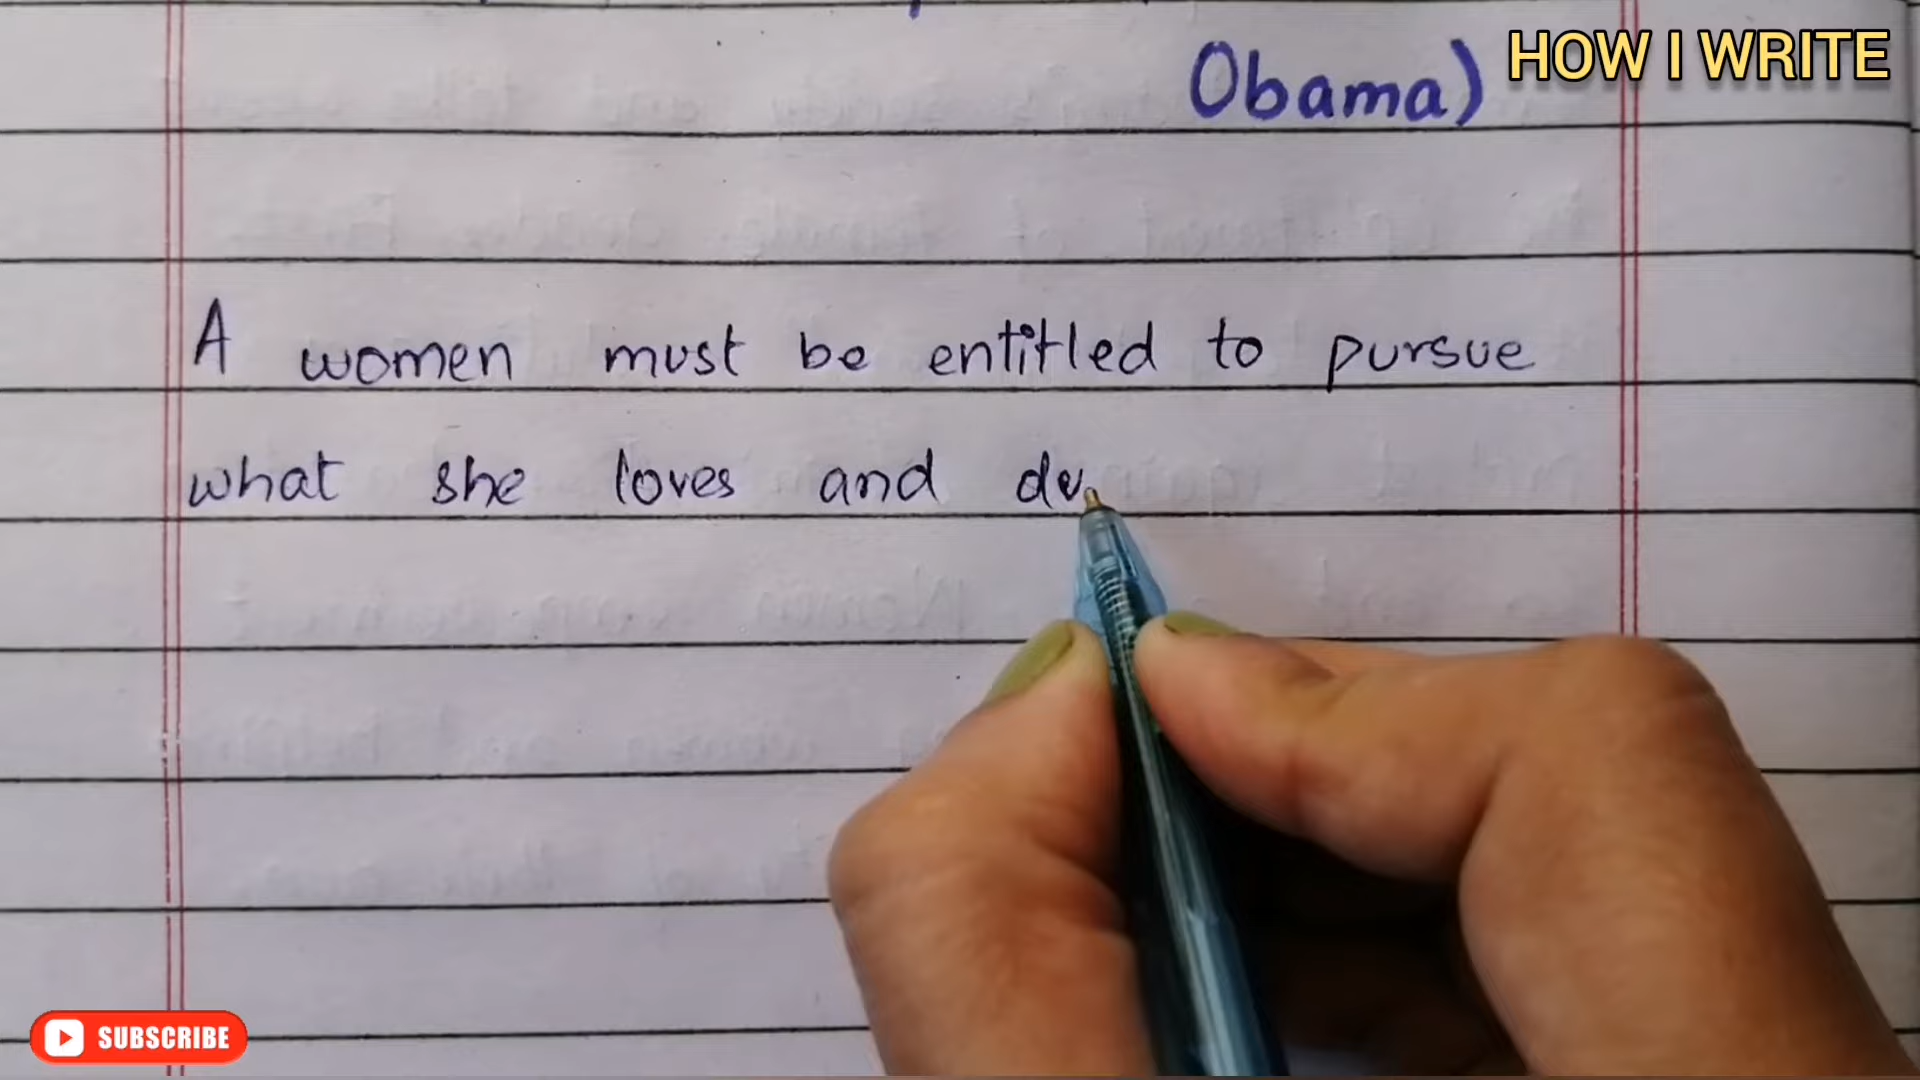 HOW I WRITE
Obama)
A women must be entitled to pursue
what she loves and
SUBSCRIBE